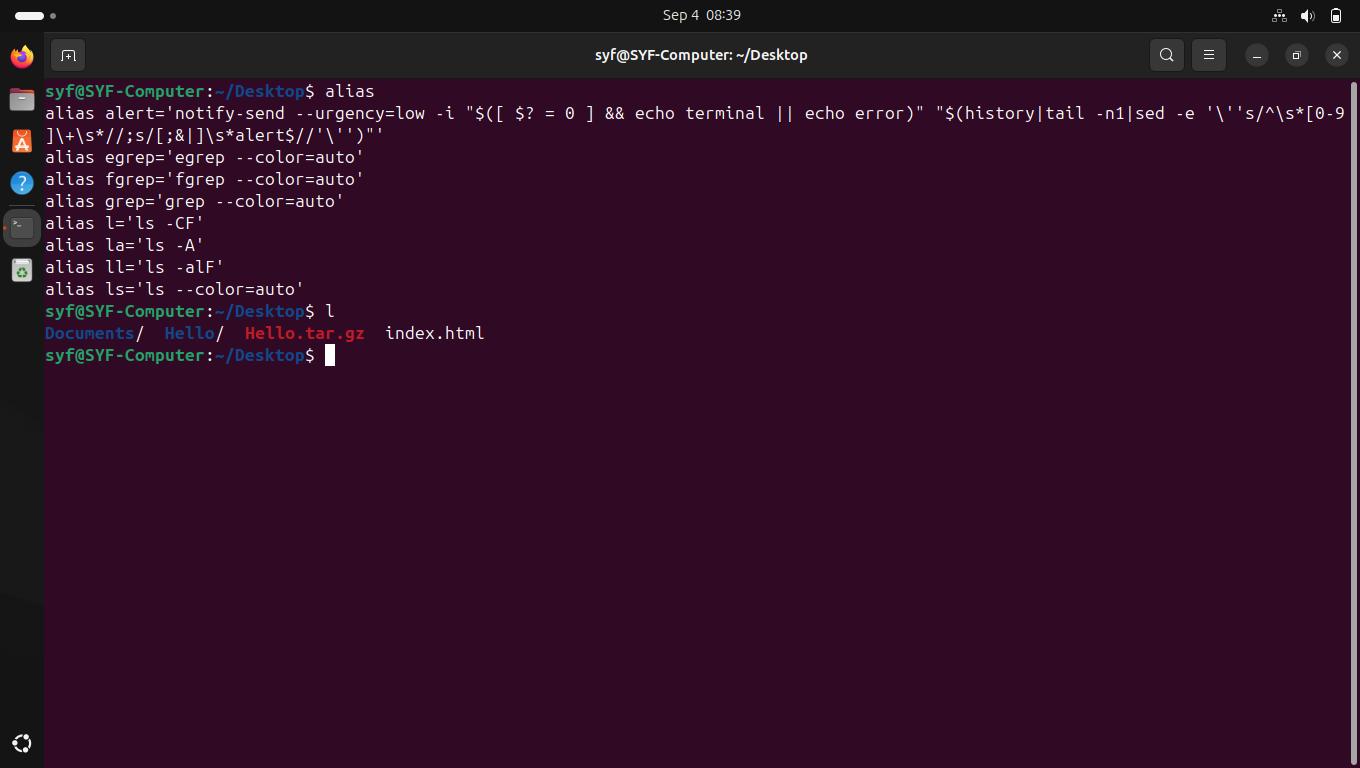 Sep 4  08:39
syf@SYF-Computer: ~/Desktop
syf@SYF-Computer:~/Desktop$ alias
alias alert='notify-send --urgency=low -i "$([ $? = 0 ] && echo terminal || echo error)" "$(history|tail -n1|sed -e '\''s/^\s*[0-9
]\+\s*//;s/[;&|]\s*alert$//'\'')"'
alias egrep='egrep --color=auto'
alias fgrep='fgrep --color=auto'
alias grep='grep --color=auto'
alias l='ls -CF'
alias la='ls -A'
alias ll='ls -alF'
alias ls='ls --color=auto'
syf@SYF-Computer:~/Desktop$ l
Documents/  Hello/  Hello.tar.gz  index.html
syf@SYF-Computer:~/Desktop$